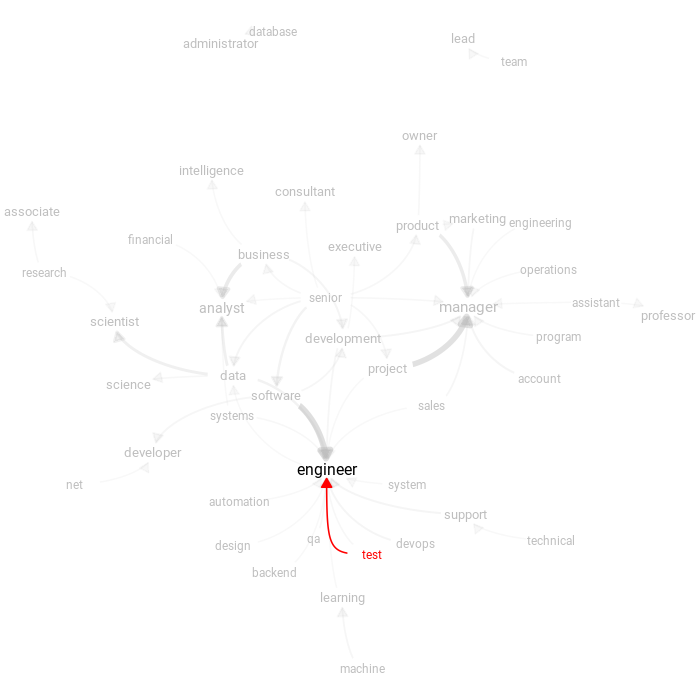 database
administrator
lead
team
owner
intelligence
consultant
associate
product
marketing
engineering
financial
executive
business
research
operations
senior
analyst
manager
assistant
professor
scientist
development
program
project
data
account
science
software
sales
systems
developer
engineer
net
system
automation
support
technical
qa
devops
design
test
backend
learning
machine